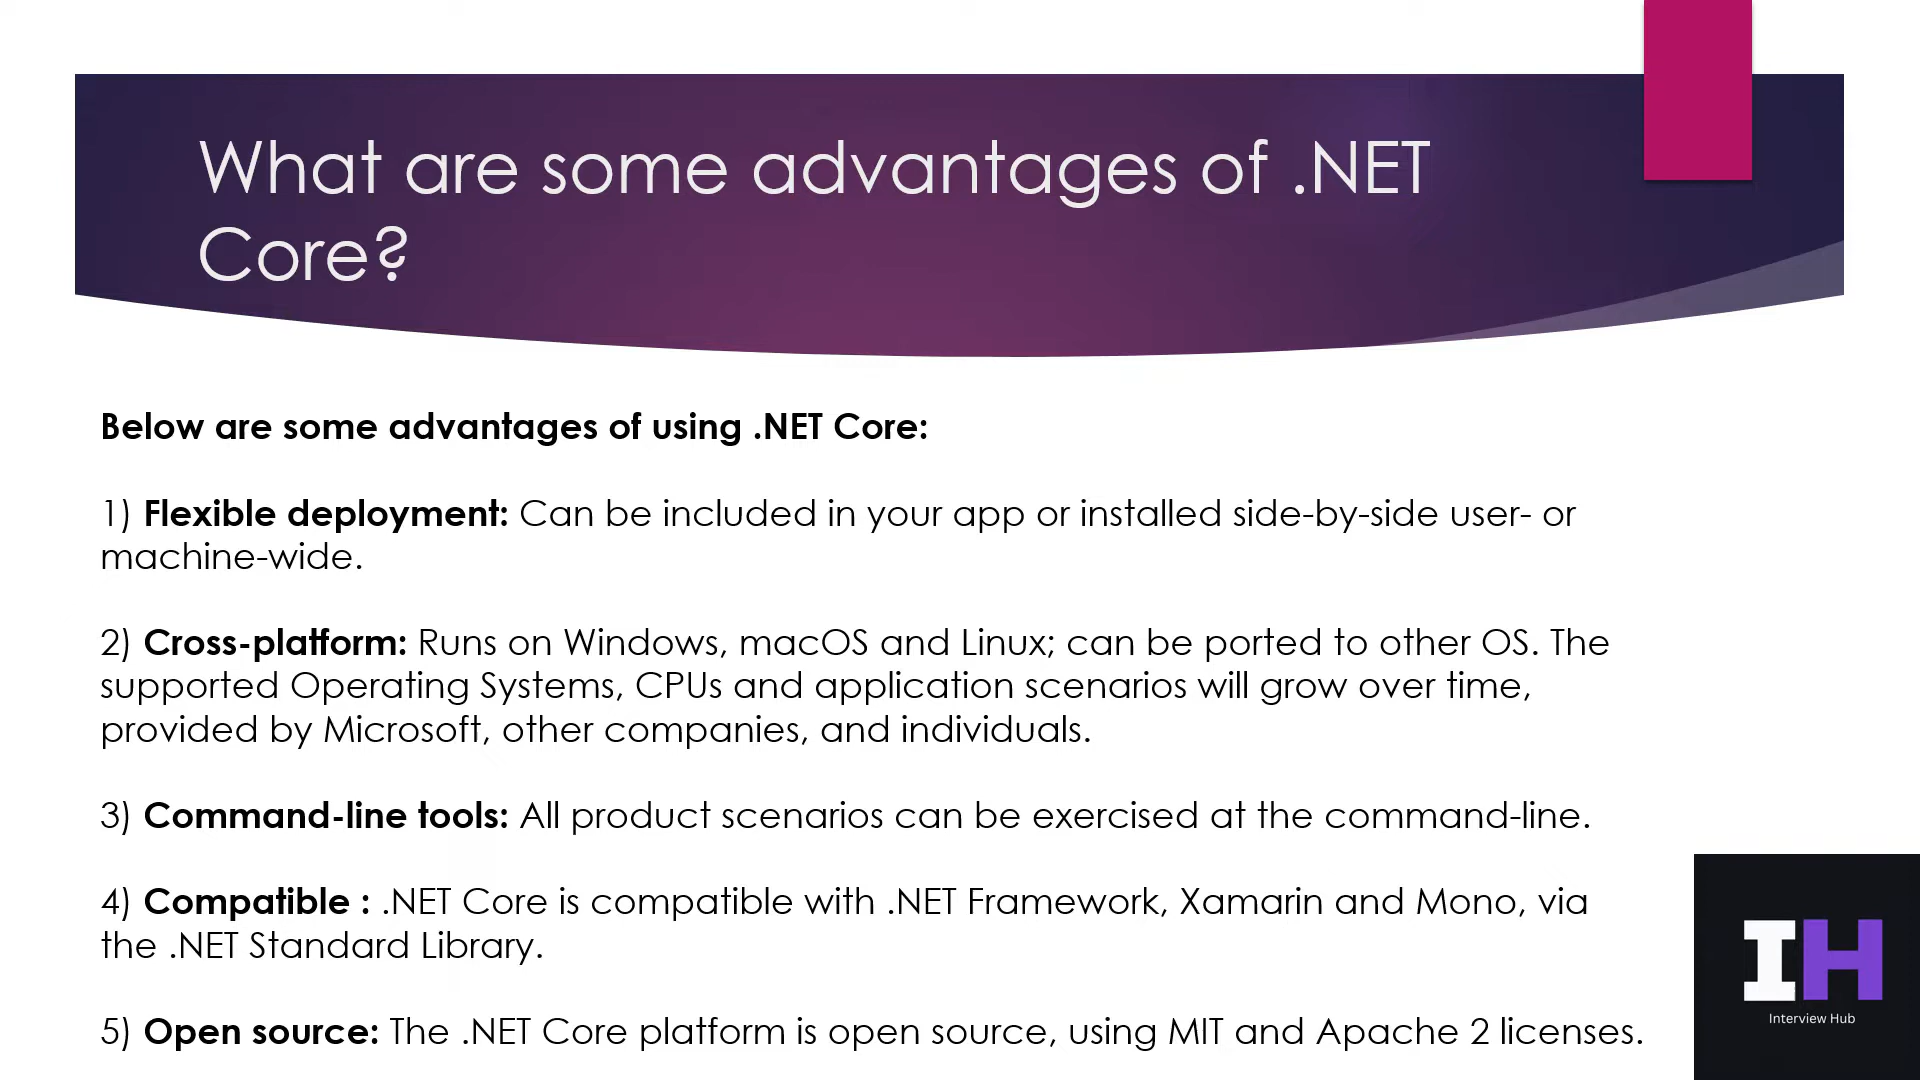 What are some advantages of .NET
Core?
Below are some advantages of using .NET Core:
1) Flexible deployment: Can be included in your app or installed side-by-side user- or
machine-wide.
2) Cross-platform: Runs on Windows, macOS and Linux; can be ported to other OS. The
supported Operating Systems, CPUs and application scenarios will grow over time,
provided by Microsoft, other companies, and individuals.
3) Command-line tools: All product scenarios can be exercised at the command-line.
4) Compatible : .NET Core is compatible with .NET Framework, Xamarin and Mono, via
the .NET Standard Library.
5) Open source: The .NET Core platform is open source, using MIT and Apache 2 licenses.
IH
Interview Hub